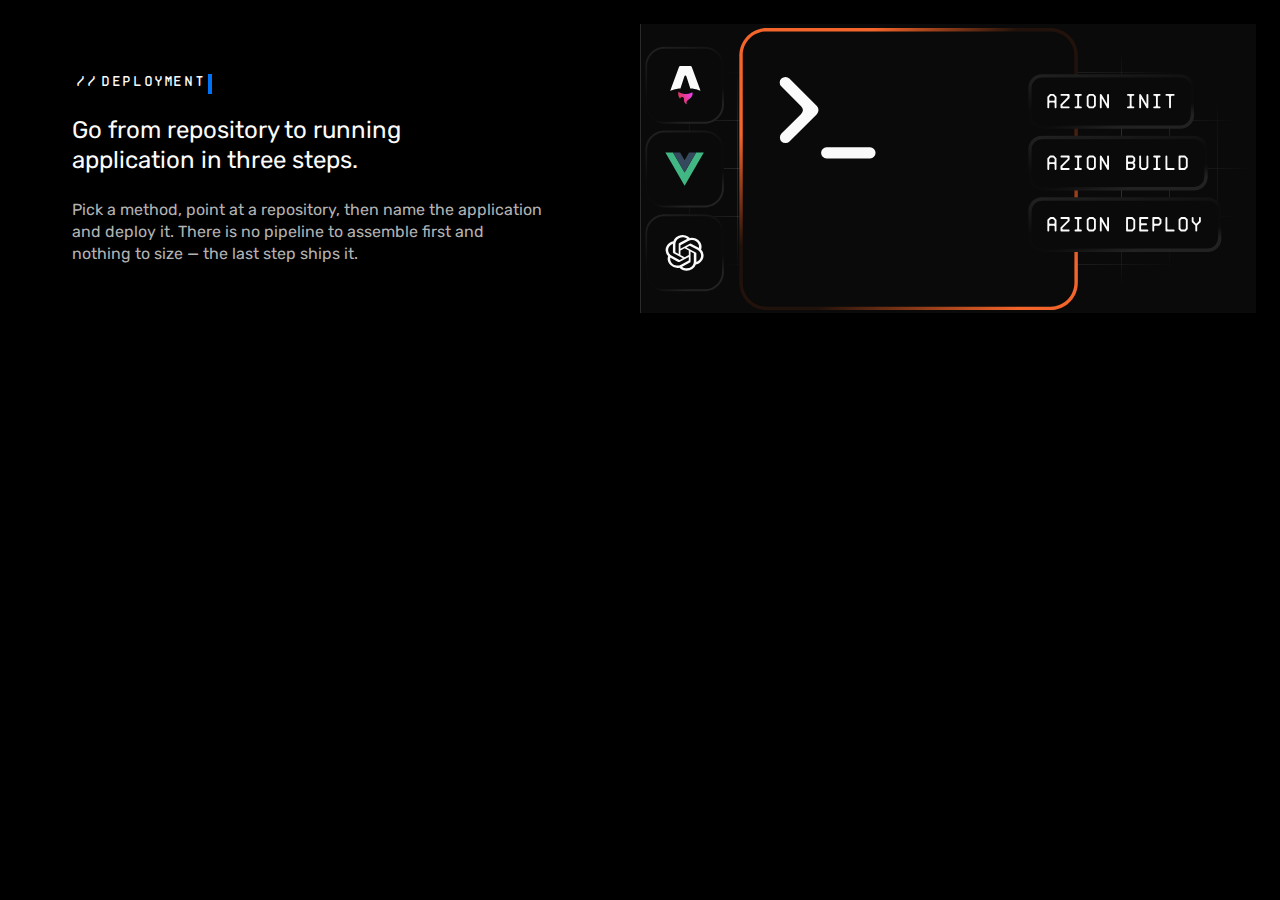 // DEPLOYMENT
Go from repository to running
application in three steps.
Pick a method, point at a repository, then name the application
and deploy it. There is no pipeline to assemble first and
nothing to size — the last step ships it.
AZION INIT
AZION BUILD
AZION DEPLOY